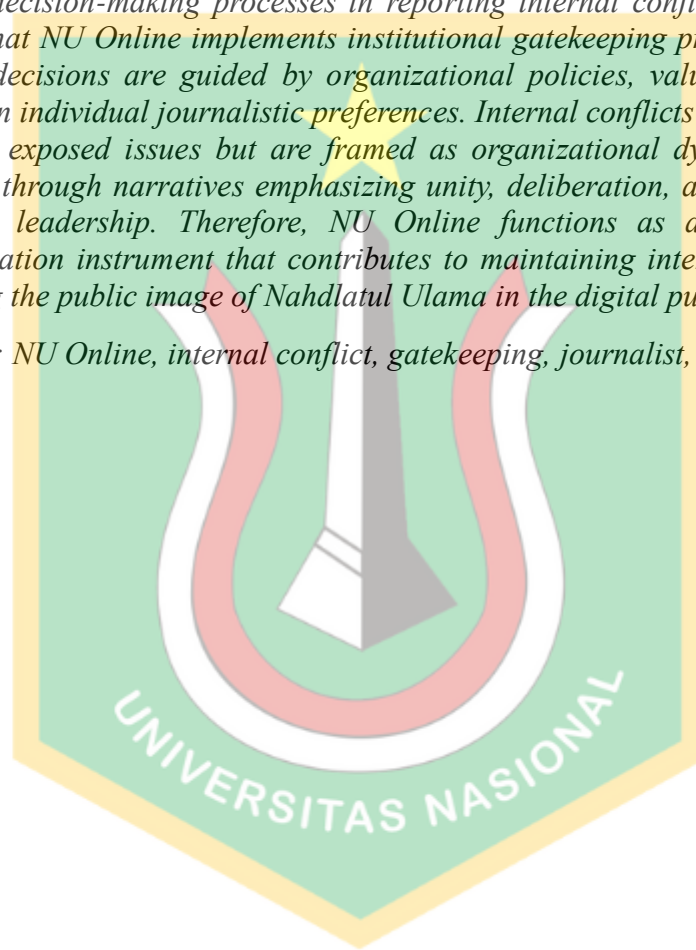 decision-making processes in reporting internal confl
hat NU Online implements institutional gatekeeping pr
decisions are guided by organizational policies, valu
n individual journalistic preferences. Internal conflicts
exposed issues but are framed as organizational dy
through narratives emphasizing unity, deliberation, a
leadership. Therefore, NU Online functions as a
ation instrument that contributes to maintaining inte
g the public image of Nahdlatul Ulama in the digital pu
: NU Online, internal conflict, gatekeeping, journalist,
UNIVERSITAS NASIONAL